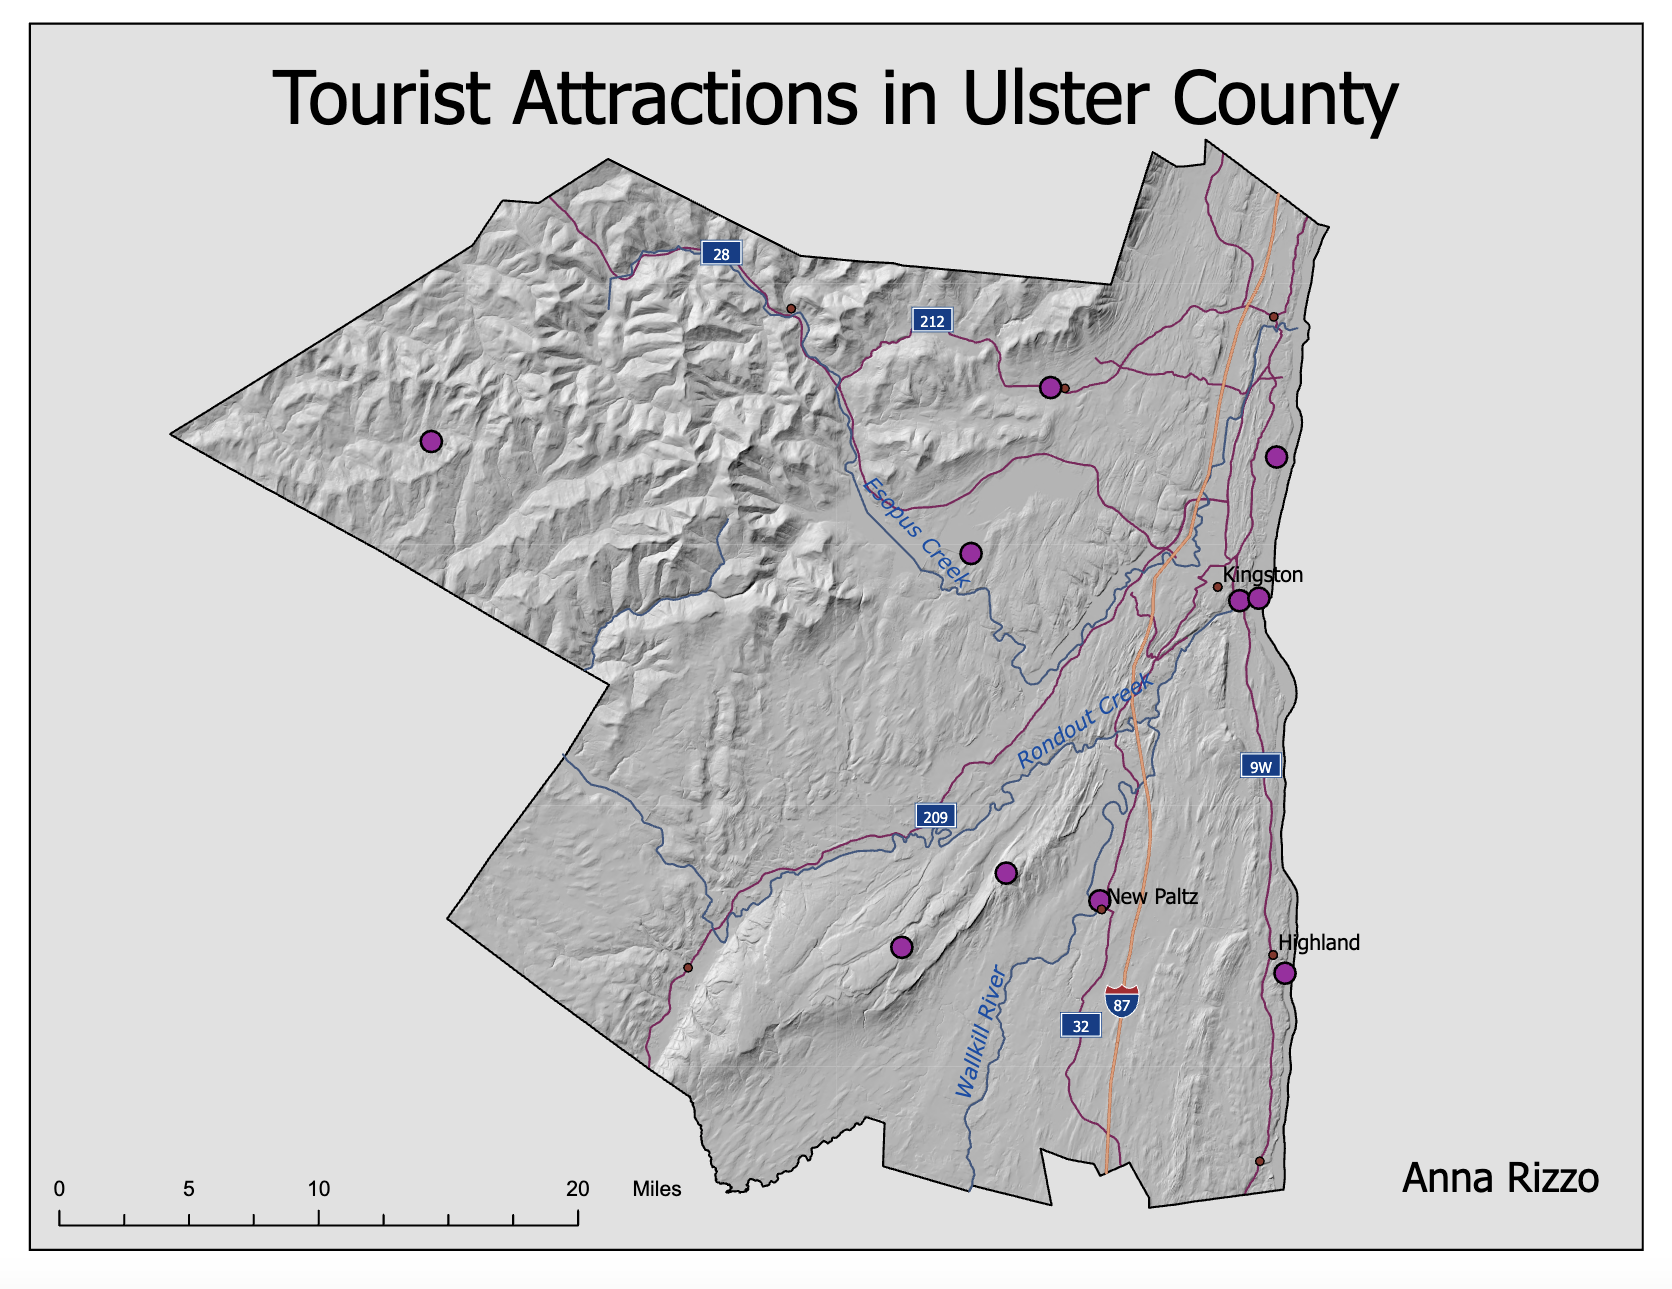 Tourist Attractions in Ulster County
28
212
Esopus Creek
Kingston
Rondout Creek
9W
209
New Paltz
Highland
Wallkill River
87
32
Anna Rizzo
0 5 10 20 Miles